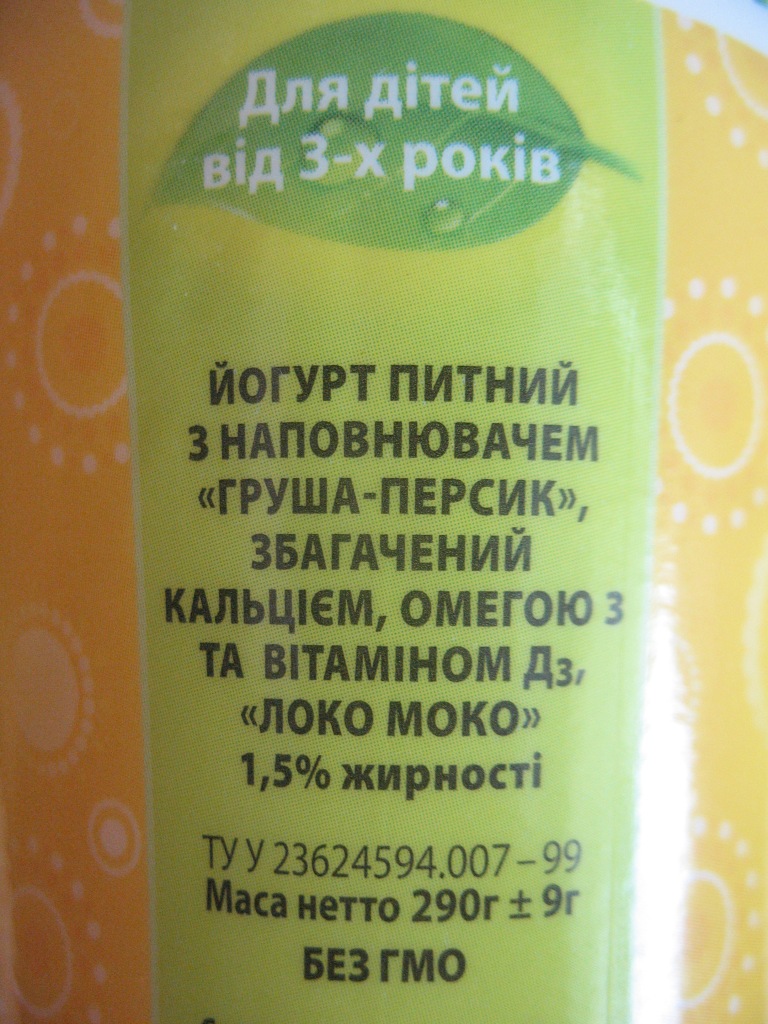 Для дітей
від 3-х років
ЙОГУРТ ПИТНИЙ
З НАПОВНЮВАЧЕМ
«ГРУША-ПЕРСИК»,
ЗБАГАЧЕНИЙ
КАЛЬЦІЄМ, ОМЕГОЮ 3
ТА ВІТАМІНОМ Д3,
«ЛОКО МОКО»
1,5% жирності
ТУ У 23624594.007 – 99
Маса нетто 290г ± 9г
БЕЗ ГМО